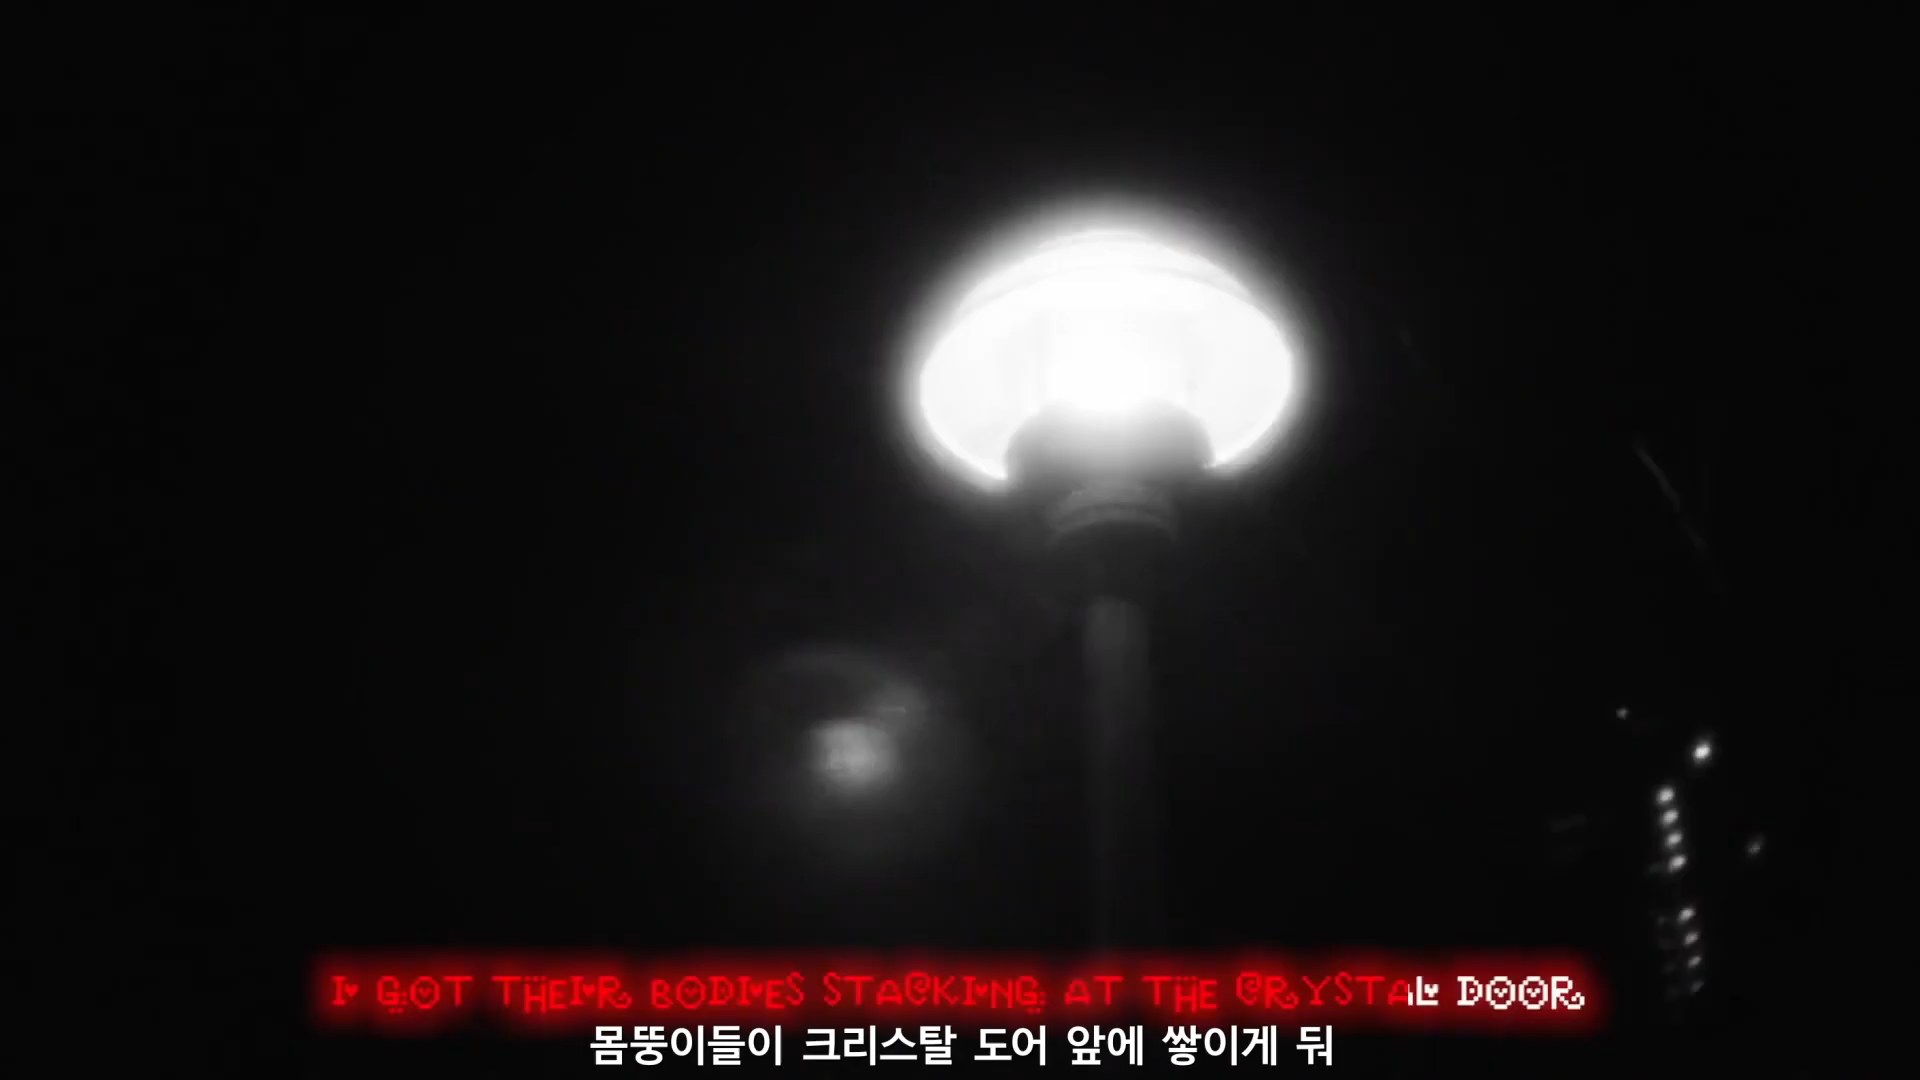 I GOT THEIR BODIES STACKING AT THE CRYSTAL DOOR
몸뚱이들이 크리스탈 도어 앞에 쌓이게 둬